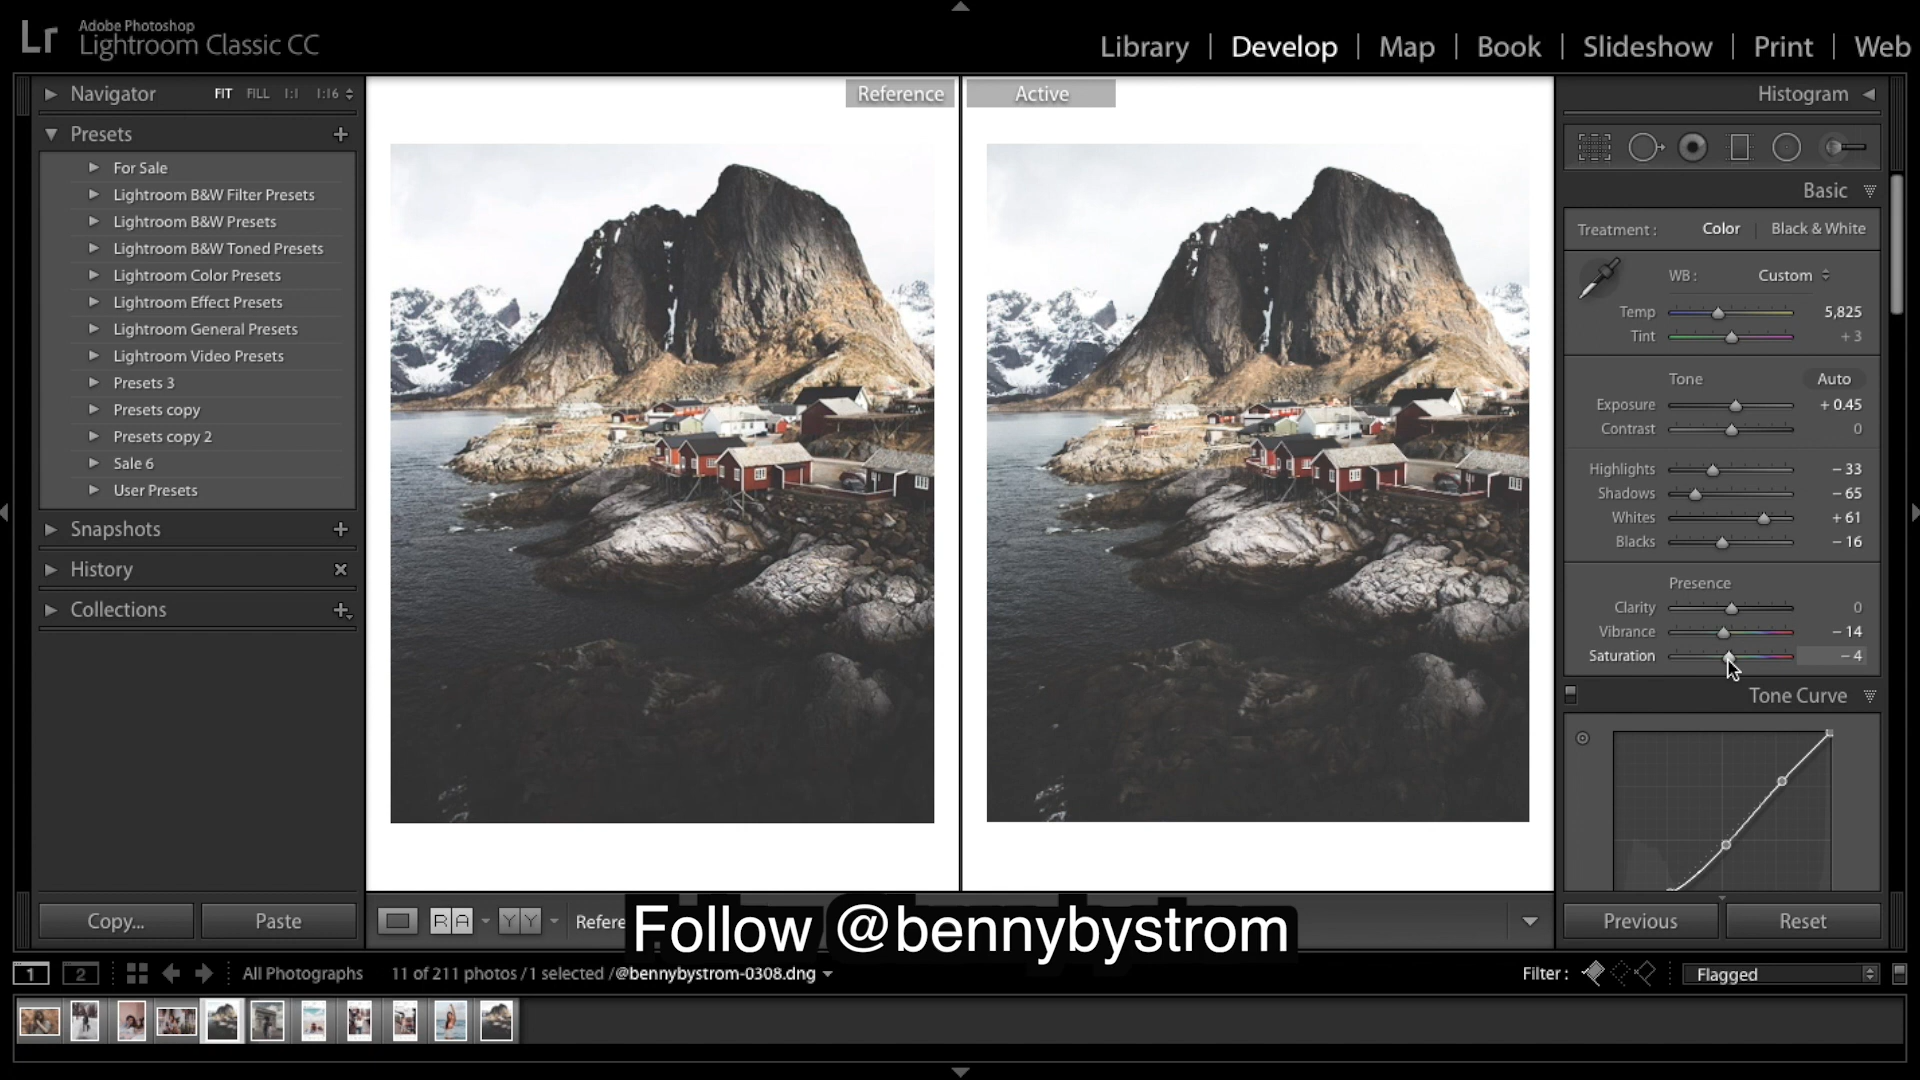 Lr
Adobe Photoshop
Lightroom Classic CC
Library | Develop | Map | Book | Slideshow | Print | Web
Navigator FIT FILL 1:1 1:16
Presets +
For Sale
Lightroom B&W Filter Presets
Lightroom B&W Presets
Lightroom B&W Toned Presets
Lightroom Color Presets
Lightroom Effect Presets
Lightroom General Presets
Lightroom Video Presets
Presets 3
Presets copy
Presets copy 2
Sale 6
User Presets
Snapshots +
History ×
Collections +
Copy... Paste
Reference
Active
R A Y Y Refere
Follow @bennybystrom
Histogram
Basic
Treatment : Color | Black & White
WB : Custom
Temp 5,825
Tint + 3
Tone Auto
Exposure + 0.45
Contrast 0
Highlights − 33
Shadows − 65
Whites + 61
Blacks − 16
Presence
Clarity 0
Vibrance − 14
Saturation − 4
Tone Curve
Previous Reset
1 2 All Photographs 11 of 211 photos / 1 selected / @bennybystrom-0308.dng
Filter : Flagged